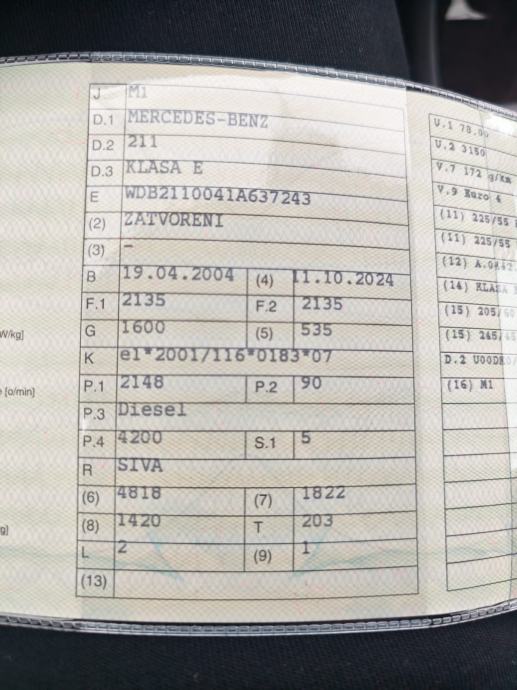 J M1
D.1 MERCEDES-BENZ
D.2 211
D.3 KLASA E
E WDB2110041A637243
(2) ZATVORENI
(3) –
B 19.04.2004 (4) 11.10.2024
F.1 2135 F.2 2135
G 1600 (5) 535
K e1*2001/116*0183*07
P.1 2148 P.2 90
P.3 Diesel
P.4 4200 S.1 5
R SIVA
(6) 4818 (7) 1822
(8) 1420 T 203
L 2 (9) 1
(13)
W/kg]
[o/min]
g]
U.1 78.00
U.2 3150
V.7 172 g/km
V.9 Euro 4
(11) 225/55
(11) 225/55
(12)
(14) KLASA
(15) 205/60
(15) 245/45
D.2
(16) M1